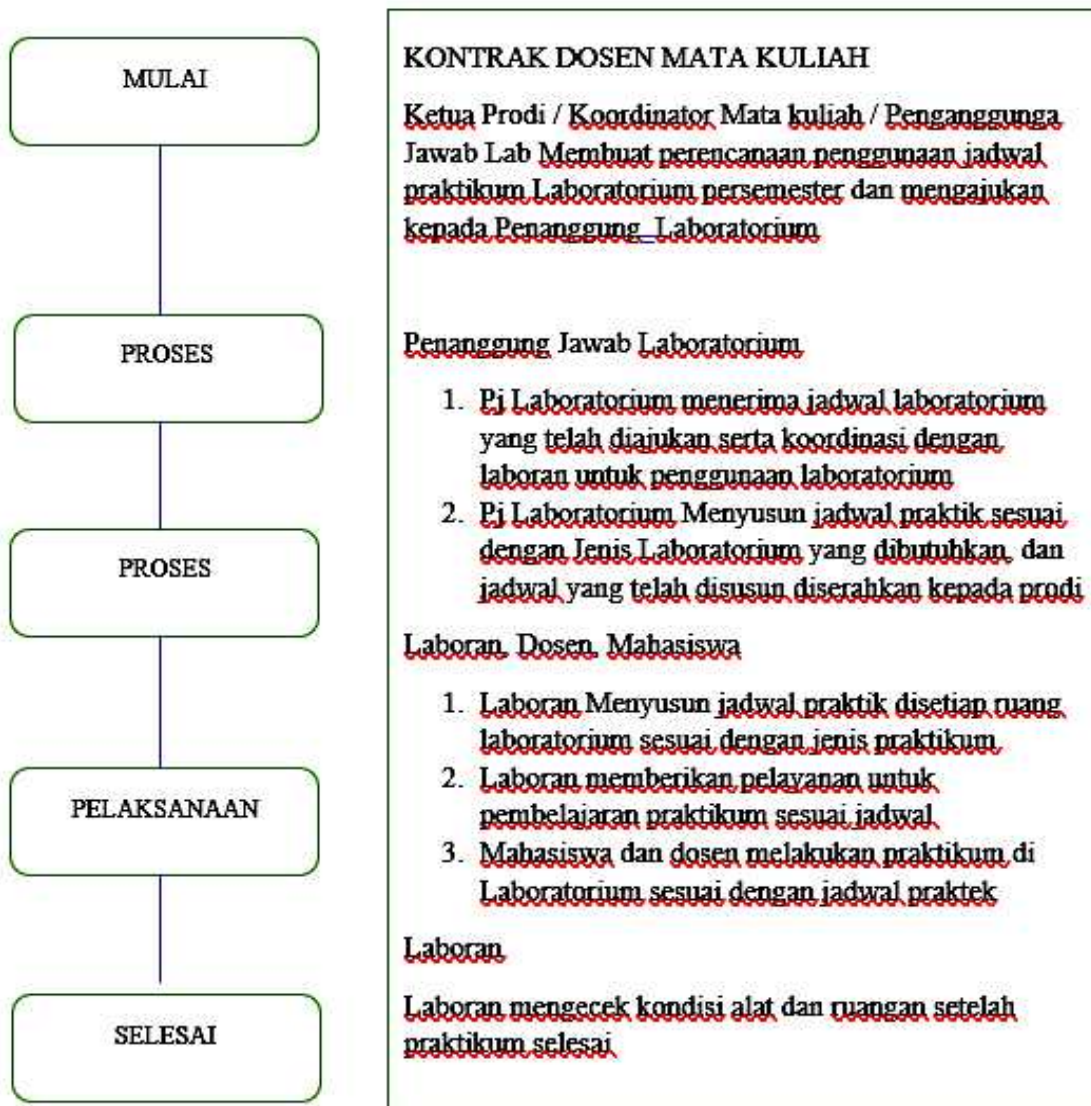 MULAI
PROSES
PROSES
PELAKSANAAN
SELESAI
KONTRAK DOSEN MATA KULIAH
Ketua Prodi / Koordinator Mata kuliah / Penganggunga
Jawab Lab Membuat perencanaan penggunaan jadwal
praktikum Laboratorium persemester dan mengajukan
kepada Penanggung_Laboratorium
Penanggung Jawab Laboratorium
1. Pj Laboratorium menerima jadwal laboratorium
yang telah diajukan serta koordinasi dengan
laboran untuk penggunaan laboratorium
2. Pj Laboratorium Menyusun jadwal praktik sesuai
dengan Jenis Laboratorium yang dibutuhkan, dan
jadwal yang telah disusun diserahkan kepada prodi
Laboran, Dosen, Mahasiswa
1. Laboran Menyusun jadwal praktik disetiap ruang
laboratorium sesuai dengan jenis praktikum
2. Laboran memberikan pelayanan untuk
pembelajaran praktikum sesuai jadwal
3. Mahasiswa dan dosen melakukan praktikum di
Laboratorium sesuai dengan jadwal praktek
Laboran
Laboran mengecek kondisi alat dan ruangan setelah
praktikum selesai